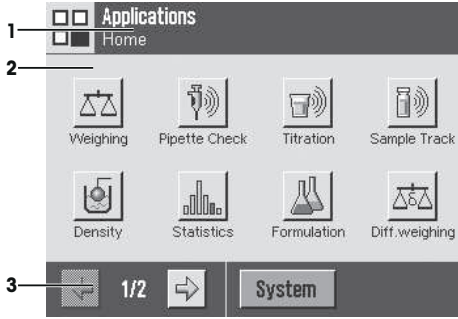 Applications
1
Home
2
Weighing Pipette Check Titration Sample Track
Density Statistics Formulation Diff.weighing
3 1/2 System